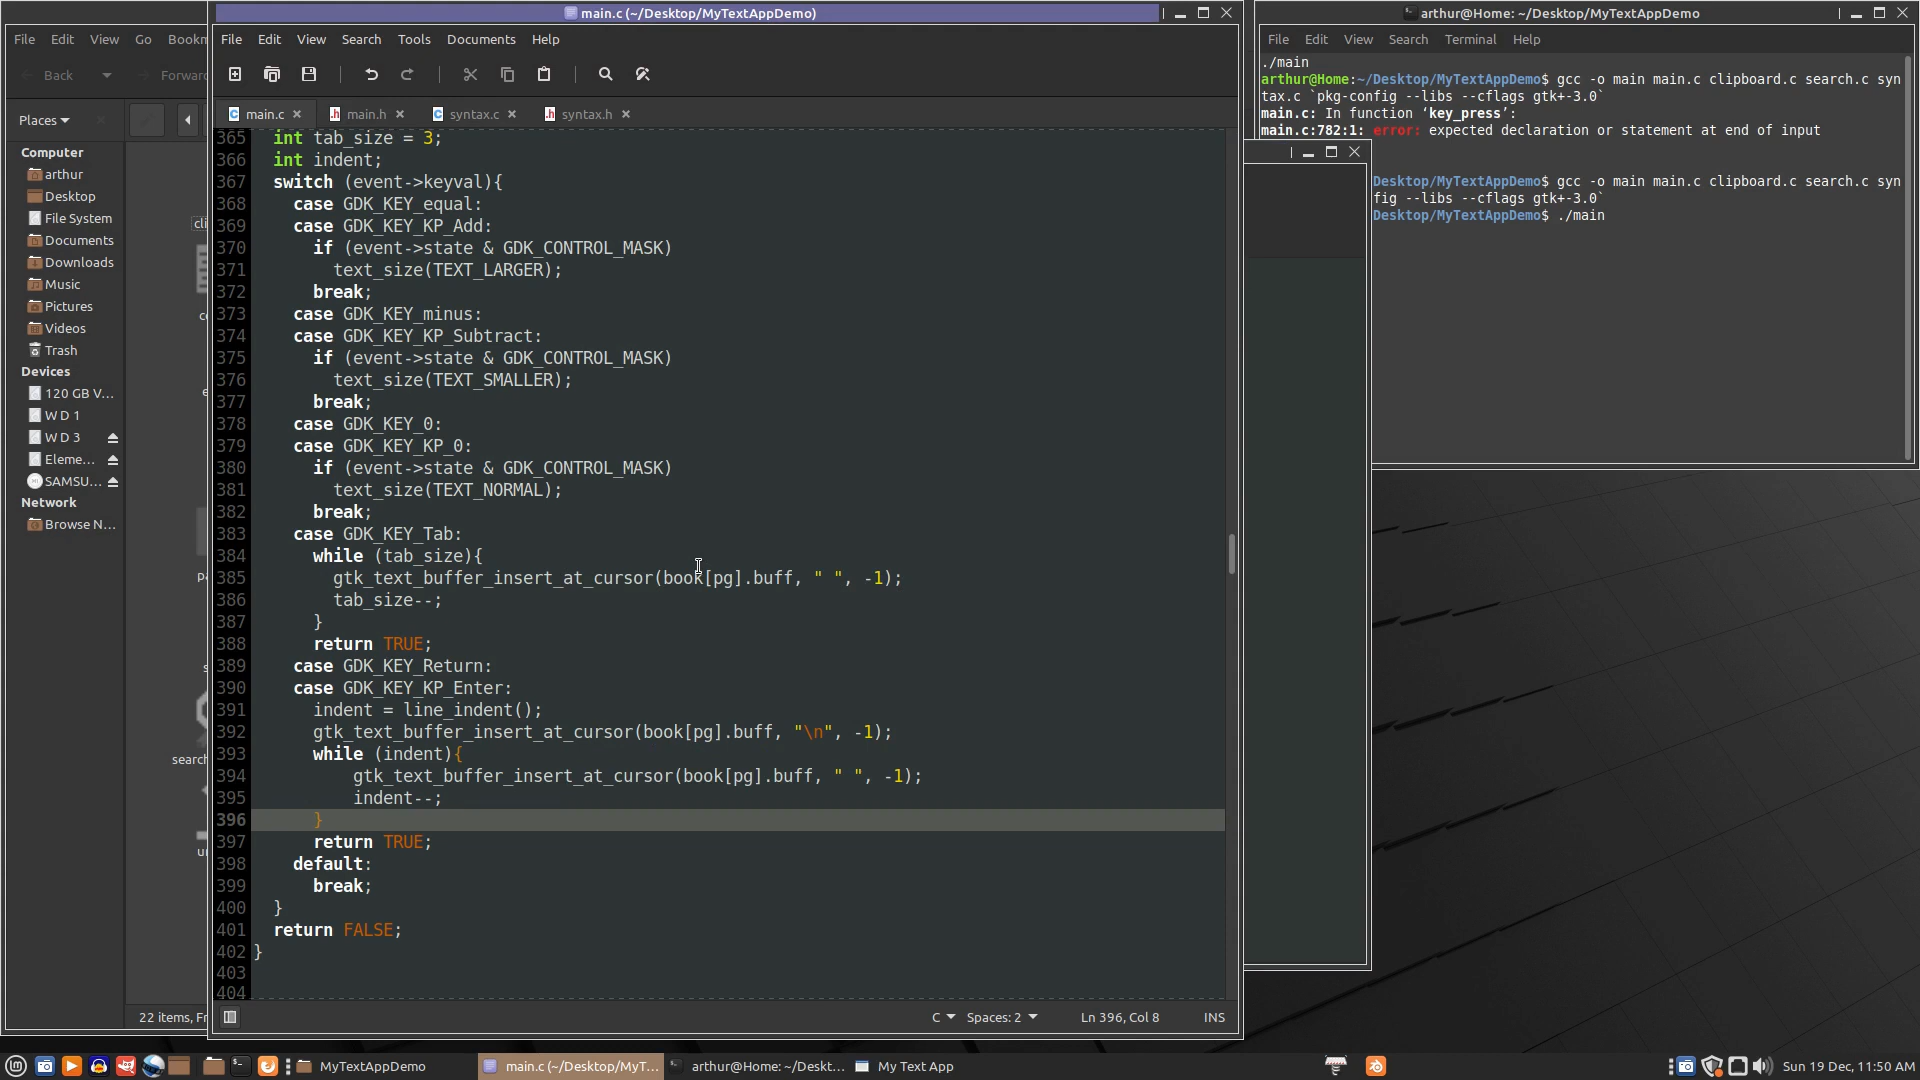 File Edit View Go Bookm
Back Forward
Places
Computer
arthur
Desktop
File System
Documents
Downloads
Music
Pictures
Videos
Trash
Devices
120 GB V...
W D 1
W D 3
Eleme...
SAMSU...
Network
Browse N...
search
22 items, Fr
main.c (~/Desktop/MyTextAppDemo)
File Edit View Search Tools Documents Help
main.c main.h syntax.c syntax.h
365 int tab_size = 3;
366 int indent;
367 switch (event->keyval){
368 case GDK_KEY_equal:
369 case GDK_KEY_KP_Add:
370 if (event->state & GDK_CONTROL_MASK)
371 text_size(TEXT_LARGER);
372 break;
373 case GDK_KEY_minus:
374 case GDK_KEY_KP_Subtract:
375 if (event->state & GDK_CONTROL_MASK)
376 text_size(TEXT_SMALLER);
377 break;
378 case GDK_KEY_0:
379 case GDK_KEY_KP_0:
380 if (event->state & GDK_CONTROL_MASK)
381 text_size(TEXT_NORMAL);
382 break;
383 case GDK_KEY_Tab:
384 while (tab_size){
385 gtk_text_buffer_insert_at_cursor(book[pg].buff, " ", -1);
386 tab_size--;
387 }
388 return TRUE;
389 case GDK_KEY_Return:
390 case GDK_KEY_KP_Enter:
391 indent = line_indent();
392 gtk_text_buffer_insert_at_cursor(book[pg].buff, "\n", -1);
393 while (indent){
394 gtk_text_buffer_insert_at_cursor(book[pg].buff, " ", -1);
395 indent--;
396 }
397 return TRUE;
398 default:
399 break;
400 }
401 return FALSE;
402 }
403
404
C Spaces: 2 Ln 396, Col 8 INS
arthur@Home: ~/Desktop/MyTextAppDemo
File Edit View Search Terminal Help
./main
arthur@Home:~/Desktop/MyTextAppDemo$ gcc -o main main.c clipboard.c search.c syn
tax.c `pkg-config --libs --cflags gtk+-3.0`
main.c: In function ‘key_press’:
main.c:782:1: error: expected declaration or statement at end of input
Desktop/MyTextAppDemo$ gcc -o main main.c clipboard.c search.c syn
fig --libs --cflags gtk+-3.0`
Desktop/MyTextAppDemo$ ./main
MyTextAppDemo
main.c (~/Desktop/MyT...
arthur@Home: ~/Deskt...
My Text App
Sun 19 Dec, 11:50 AM